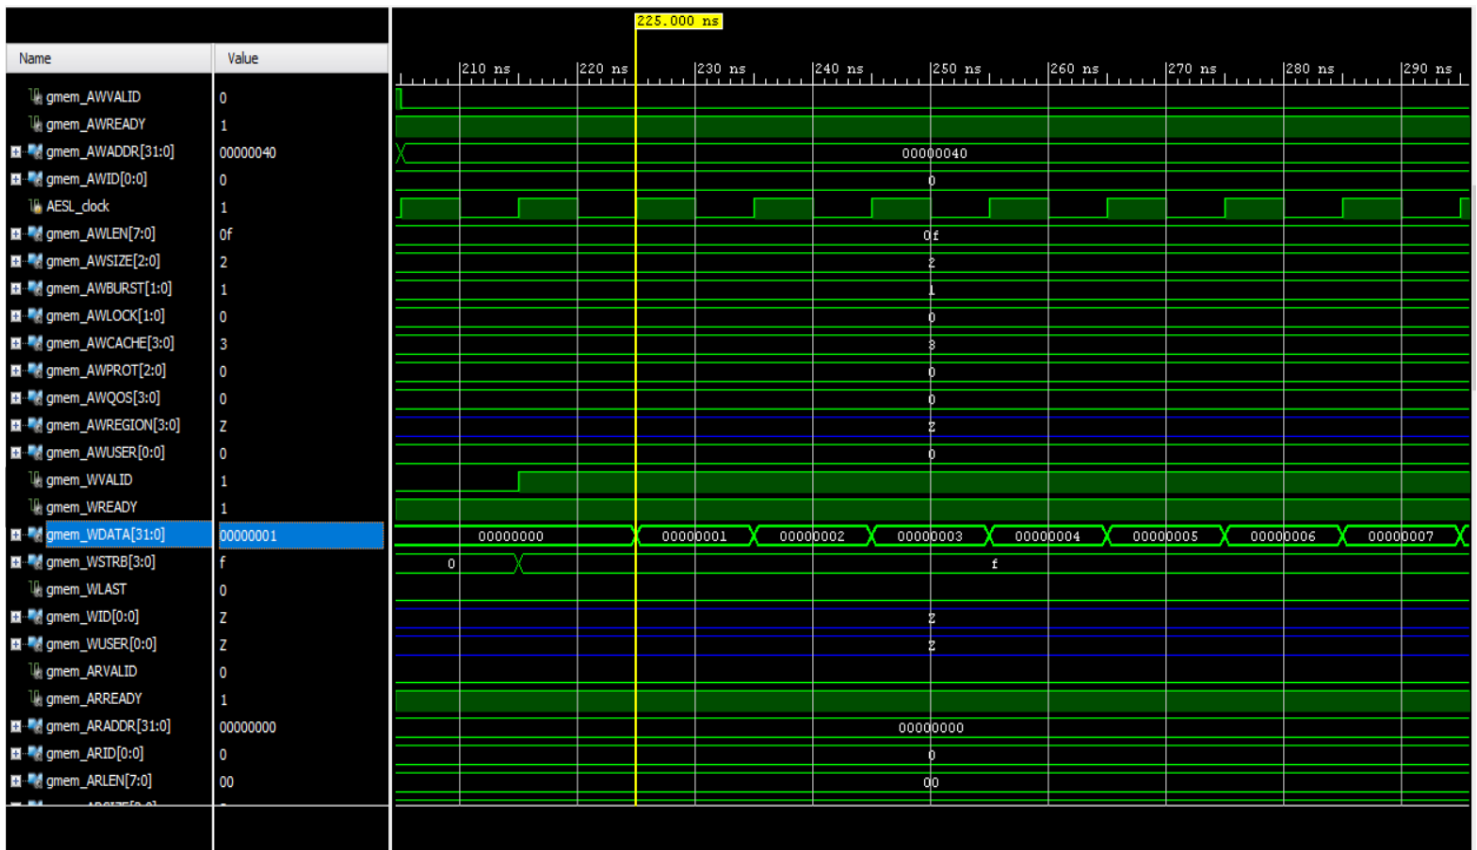 225.000 ns
Name Value
210 ns 220 ns 230 ns 240 ns 250 ns 260 ns 270 ns 280 ns 290 ns
gmem_AWVALID 0
gmem_AWREADY 1
gmem_AWADDR[31:0] 00000040 00000040
gmem_AWID[0:0] 0 0
AESL_clock 1
gmem_AWLEN[7:0] 0f 0f
gmem_AWSIZE[2:0] 2 2
gmem_AWBURST[1:0] 1 1
gmem_AWLOCK[1:0] 0 0
gmem_AWCACHE[3:0] 3 3
gmem_AWPROT[2:0] 0 0
gmem_AWQOS[3:0] 0 0
gmem_AWREGION[3:0] Z Z
gmem_AWUSER[0:0] 0 0
gmem_WVALID 1
gmem_WREADY 1
gmem_WDATA[31:0] 00000001 00000000 00000001 00000002 00000003 00000004 00000005 00000006 00000007
gmem_WSTRB[3:0] f 0 f
gmem_WLAST 0
gmem_WID[0:0] Z Z
gmem_WUSER[0:0] Z Z
gmem_ARVALID 0
gmem_ARREADY 1
gmem_ARADDR[31:0] 00000000 00000000
gmem_ARID[0:0] 0 0
gmem_ARLEN[7:0] 00 00